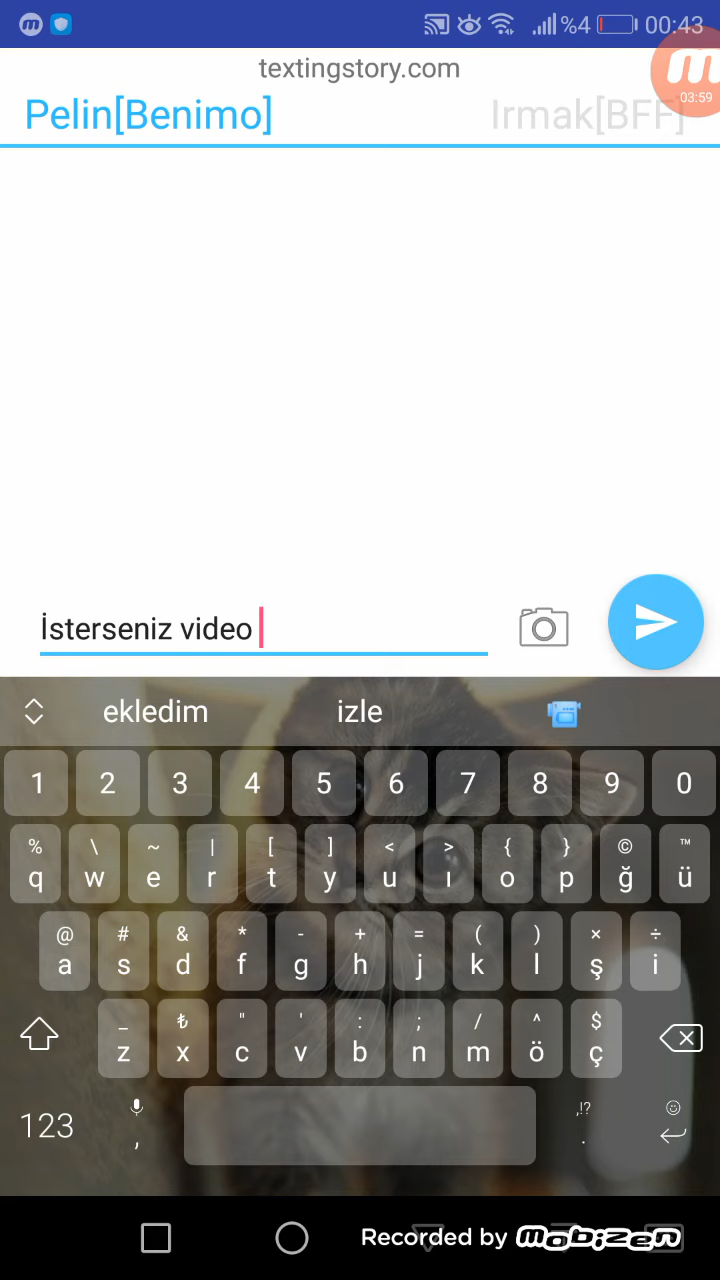 %4 00:43
textingstory.com
03:59
Pelin[Benimo] Irmak[BFF]
İsterseniz video
ekledim izle
1 2 3 4 5 6 7 8 9 0
% \ ~ | [ ] < > { } © ™
q w e r t y u ı o p ğ ü
@ # & * - + = ( ) × ÷
a s d f g h j k l ş i
_ ₺ " ' : ; / ^ $
z x c v b n m ö ç
123 , ,!? .
Recorded by mobizen